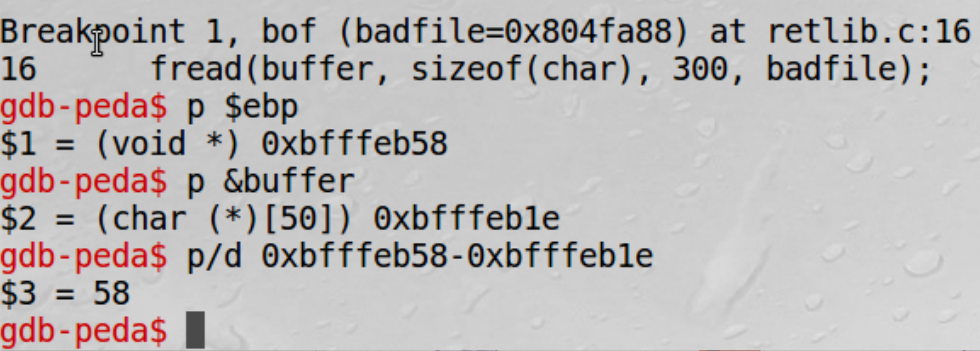 Breakpoint 1, bof (badfile=0x804fa88) at retlib.c:16
16      fread(buffer, sizeof(char), 300, badfile);
gdb-peda$ p $ebp
$1 = (void *) 0xbfffeb58
gdb-peda$ p &buffer
$2 = (char (*)[50]) 0xbfffeb1e
gdb-peda$ p/d 0xbfffeb58-0xbfffeb1e
$3 = 58
gdb-peda$